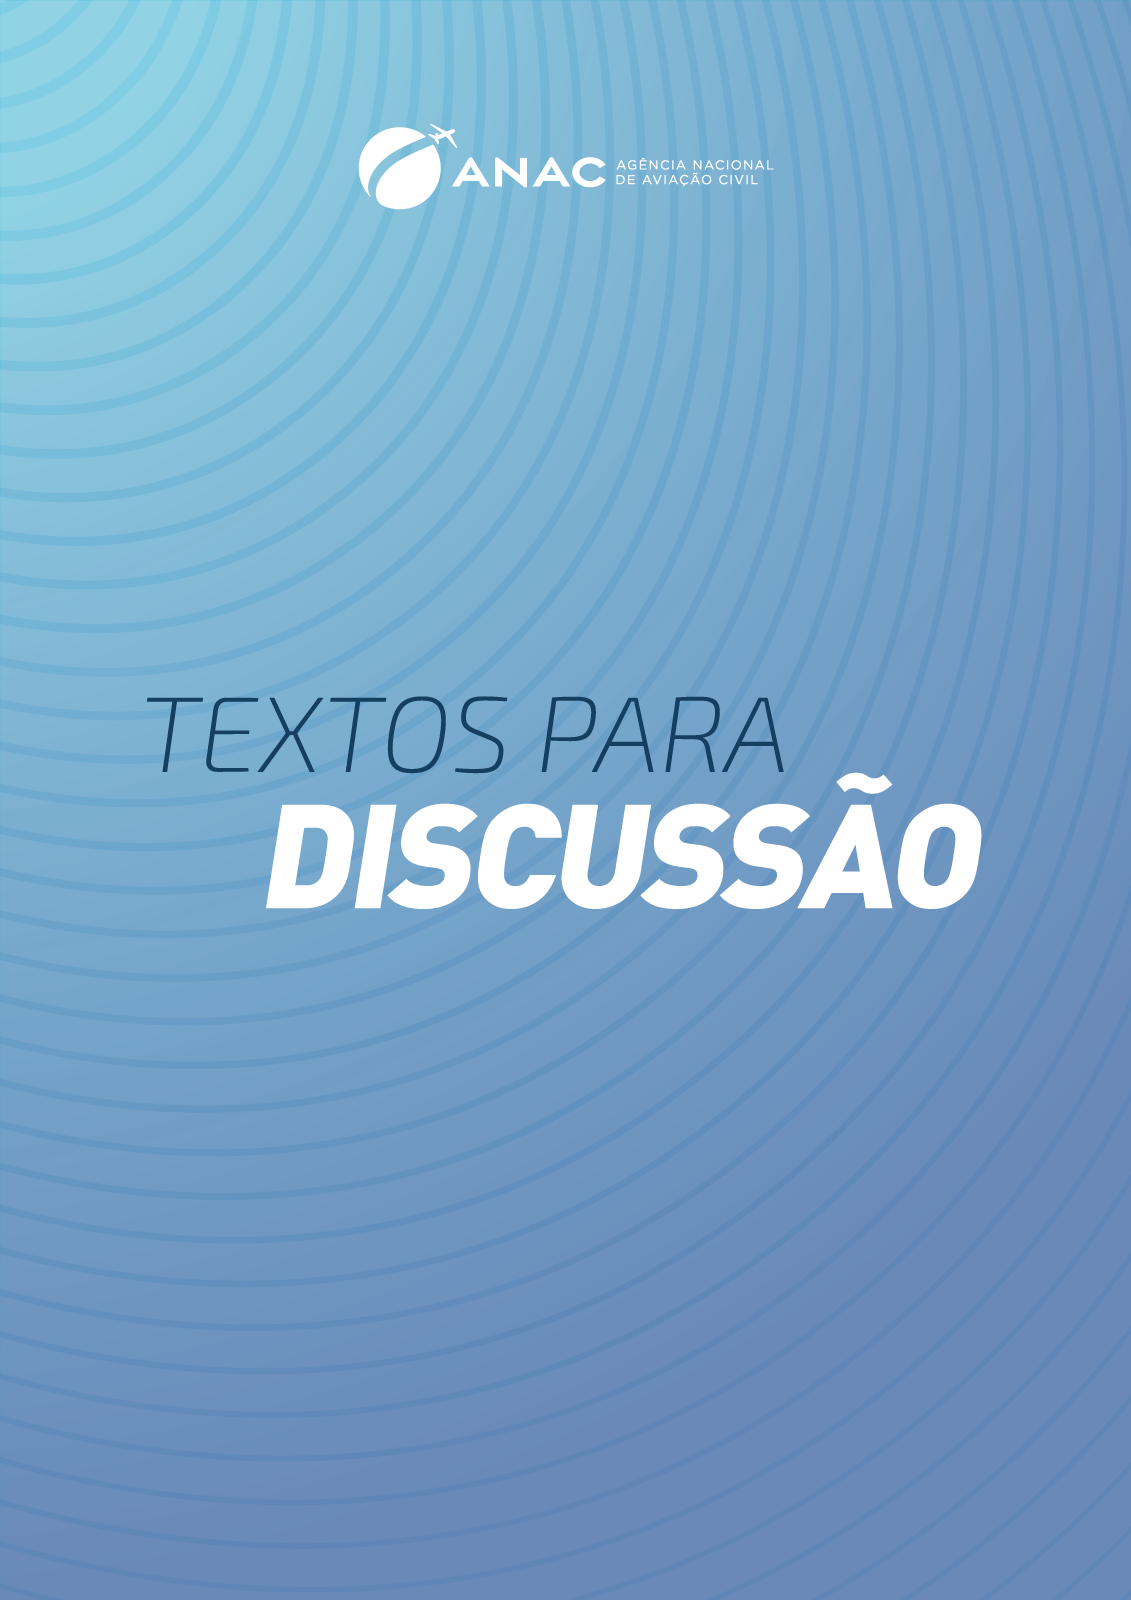 ANAC
AGÊNCIA NACIONAL
DE AVIAÇÃO CIVIL
TEXTOS PARA
DISCUSSÃO